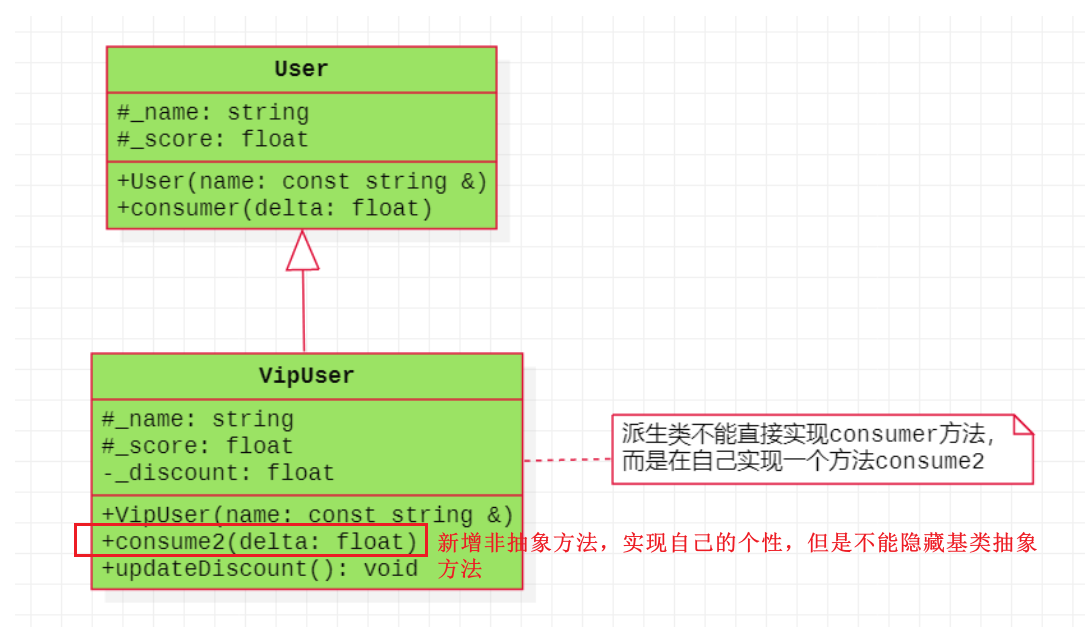 User
#_name: string
#_score: float
+User(name: const string &)
+consumer(delta: float)
VipUser
#_name: string
#_score: float
-_discount: float
+VipUser(name: const string &)
+consume2(delta: float)
+updateDiscount(): void
派生类不能直接实现consumer方法,
而是在自己实现一个方法consume2
新增非抽象方法，实现自己的个性，但是不能隐藏基类抽象
方法